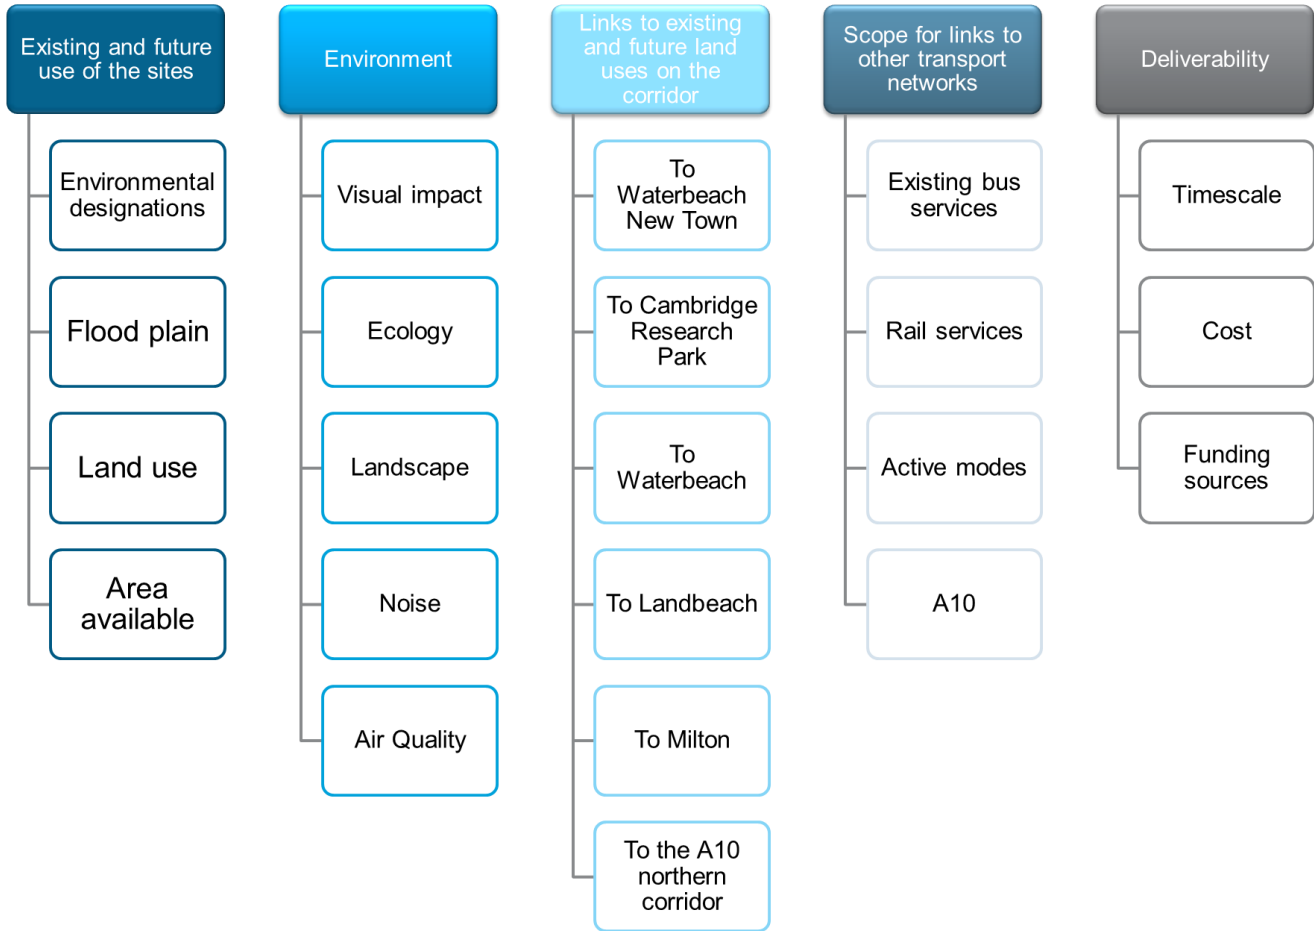 Existing and future
use of the sites
Environmental
designations
Flood plain
Land use
Area
available
Environment
Visual impact
Ecology
Landscape
Noise
Air Quality
Links to existing
and future land
uses on the
corridor
To
Waterbeach
New Town
To Cambridge
Research
Park
To
Waterbeach
To Landbeach
To Milton
To the A10
northern
corridor
Scope for links to
other transport
networks
Existing bus
services
Rail services
Active modes
A10
Deliverability
Timescale
Cost
Funding
sources